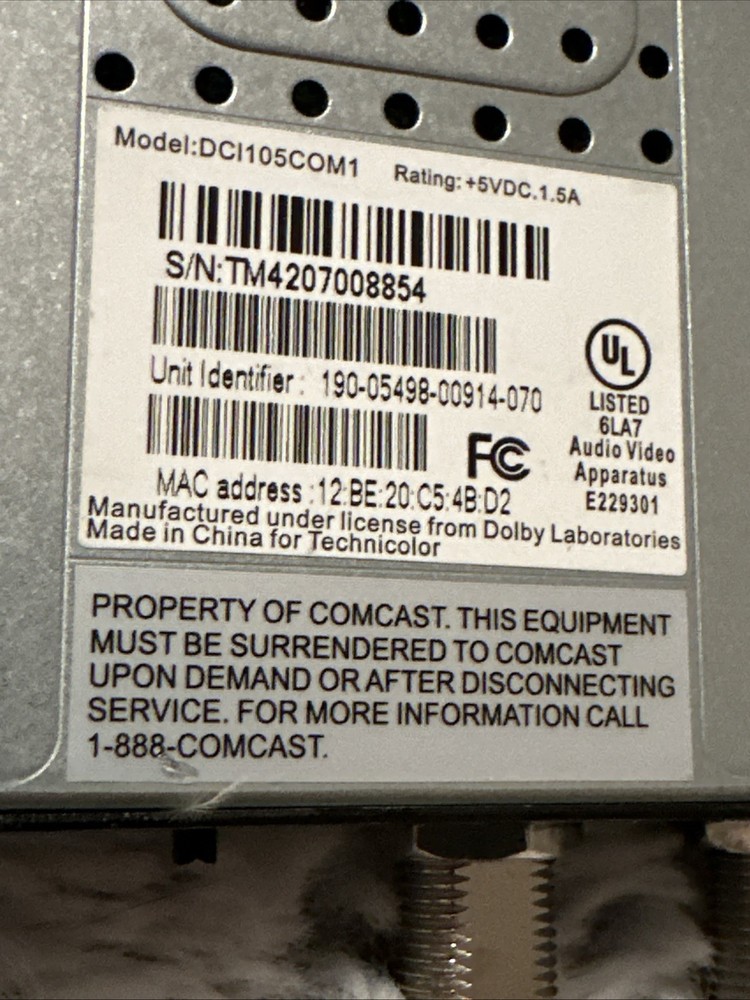 Model:DCI105COM1 Rating: +5VDC.1.5A
S/N:TM4207008854
Unit Identifier: 190-05498-00914-070
UL
LISTED
6LA7
Audio Video
Apparatus
E229301
FC
MAC address :12:BE:20:C5:4B:D2
Manufactured under license from Dolby Laboratories
Made in China for Technicolor
PROPERTY OF COMCAST. THIS EQUIPMENT
MUST BE SURRENDERED TO COMCAST
UPON DEMAND OR AFTER DISCONNECTING
SERVICE. FOR MORE INFORMATION CALL
1-888-COMCAST.